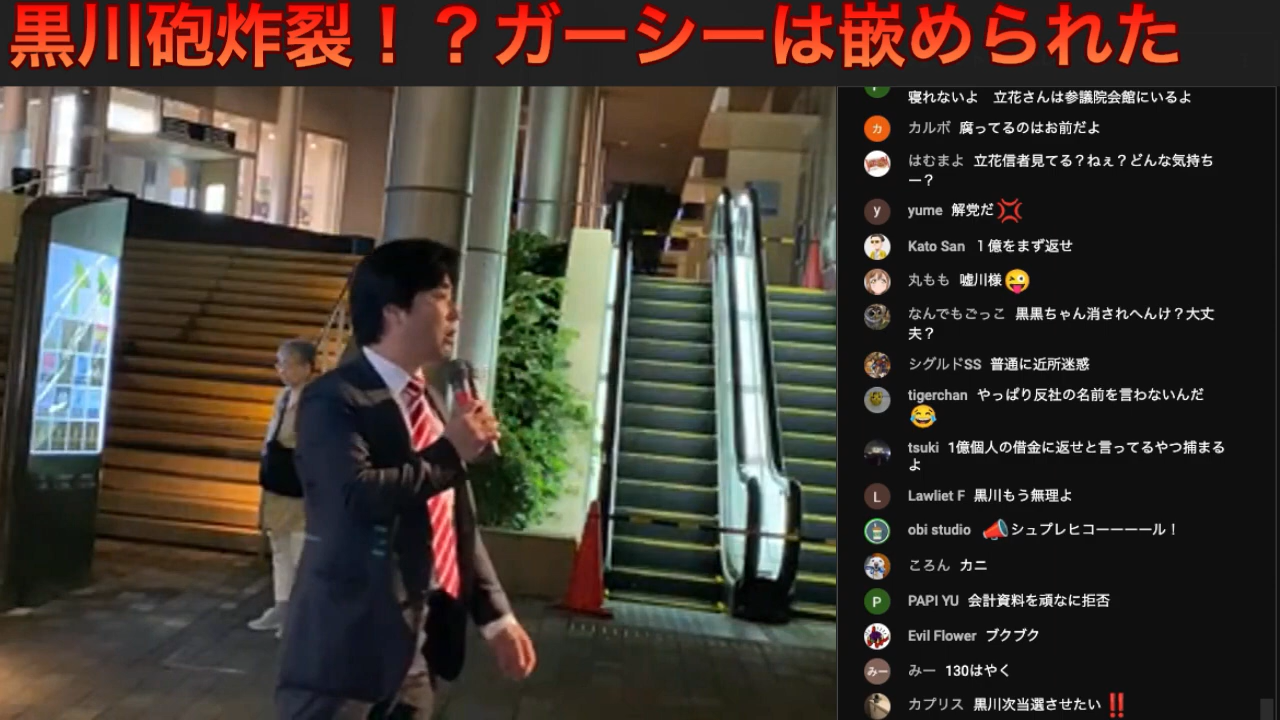 黒川砲炸裂！？ガーシーは嵌められた
寝れないよ　立花さんは参議院会館にいるよ
カ カルボ 腐ってるのはお前だよ
はむまよ 立花信者見てる？ねぇ？どんな気持ち
ー？
y yume 解党だ💢
Kato San １億をまず返せ
丸もも 嘘川様😜
なんでもごっこ 黒黒ちゃん消されへんけ？大丈
夫？
シグルドSS 普通に近所迷惑
tigerchan やっぱり反社の名前を言わないんだ
😂
tsuki 1億個人の借金に返せと言ってるやつ捕まる
よ
L Lawliet F 黒川もう無理よ
obi studio 📣シュプレヒコーーーール！
ころん カニ
P PAPI YU 会計資料を頑なに拒否
Evil Flower ブクブク
みー みー 130はやく
カプリス 黒川次当選させたい‼️